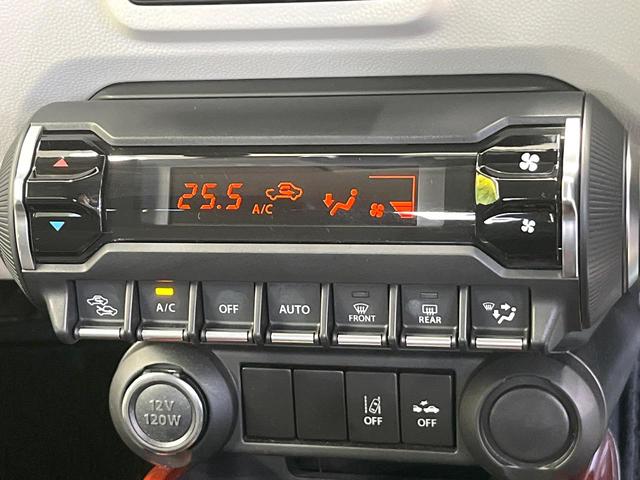 25.5
A/C
A/C
OFF
AUTO
FRONT
REAR
12V
120W
OFF
OFF